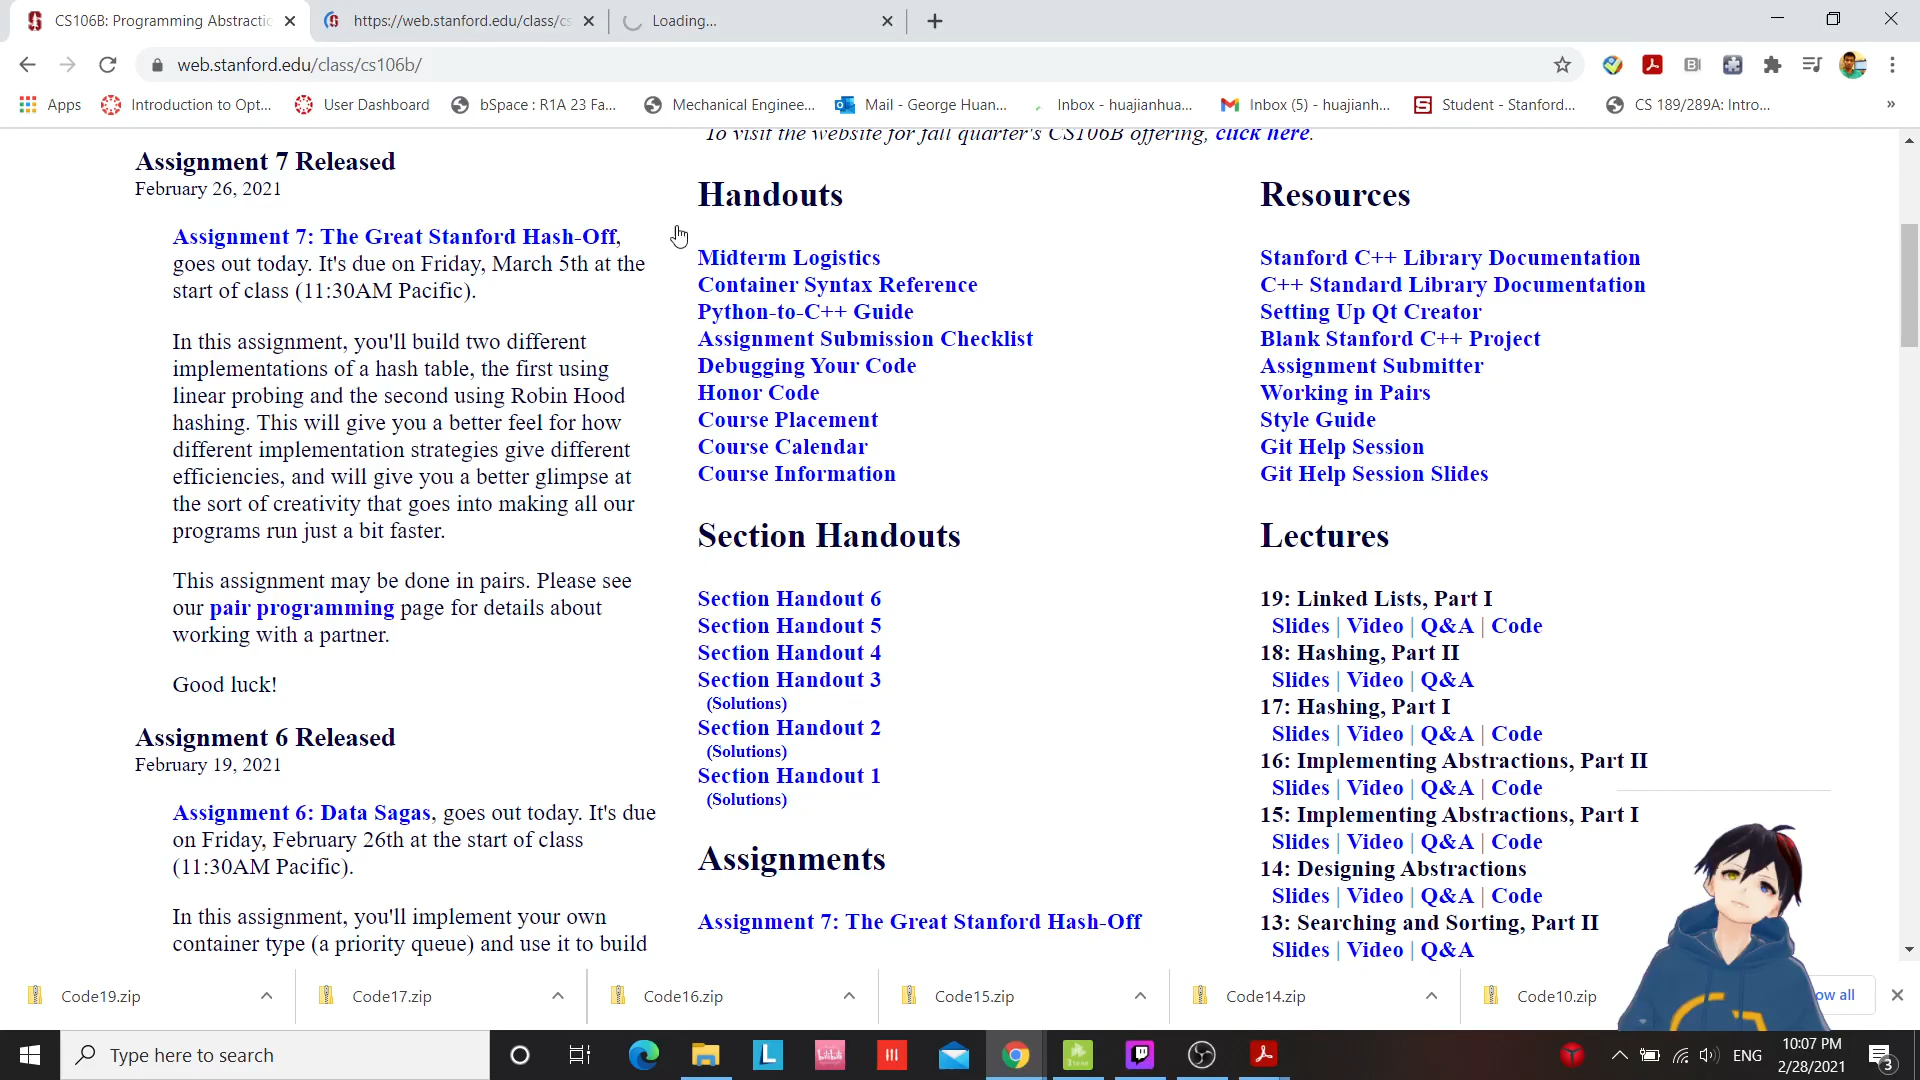 CS106B: Programming Abstractic
https://web.stanford.edu/class/cs
Loading...
web.stanford.edu/class/cs106b/
Apps
Introduction to Opt...
User Dashboard
bSpace : R1A 23 Fa...
Mechanical Enginee...
Mail - George Huan...
Inbox - huajianhua...
Inbox (5) - huajianh...
Student - Stanford...
CS 189/289A: Intro...
»
To visit the website for fall quarter's CS106B offering, click here.
Assignment 7 Released
February 26, 2021
Assignment 7: The Great Stanford Hash-Off,
goes out today. It's due on Friday, March 5th at the
start of class (11:30AM Pacific).
In this assignment, you'll build two different
implementations of a hash table, the first using
linear probing and the second using Robin Hood
hashing. This will give you a better feel for how
different implementation strategies give different
efficiencies, and will give you a better glimpse at
the sort of creativity that goes into making all our
programs run just a bit faster.
This assignment may be done in pairs. Please see
our pair programming page for details about
working with a partner.
Good luck!
Assignment 6 Released
February 19, 2021
Assignment 6: Data Sagas, goes out today. It's due
on Friday, February 26th at the start of class
(11:30AM Pacific).
In this assignment, you'll implement your own
container type (a priority queue) and use it to build
Handouts
Midterm Logistics
Container Syntax Reference
Python-to-C++ Guide
Assignment Submission Checklist
Debugging Your Code
Honor Code
Course Placement
Course Calendar
Course Information
Section Handouts
Section Handout 6
Section Handout 5
Section Handout 4
Section Handout 3
(Solutions)
Section Handout 2
(Solutions)
Section Handout 1
(Solutions)
Assignments
Assignment 7: The Great Stanford Hash-Off
Resources
Stanford C++ Library Documentation
C++ Standard Library Documentation
Setting Up Qt Creator
Blank Stanford C++ Project
Assignment Submitter
Working in Pairs
Style Guide
Git Help Session
Git Help Session Slides
Lectures
19: Linked Lists, Part I
Slides | Video | Q&A | Code
18: Hashing, Part II
Slides | Video | Q&A
17: Hashing, Part I
Slides | Video | Q&A | Code
16: Implementing Abstractions, Part II
Slides | Video | Q&A | Code
15: Implementing Abstractions, Part I
Slides | Video | Q&A | Code
14: Designing Abstractions
Slides | Video | Q&A | Code
13: Searching and Sorting, Part II
Slides | Video | Q&A
Code19.zip
Code17.zip
Code16.zip
Code15.zip
Code14.zip
Code10.zip
ow all
Type here to search
ENG
10:07 PM
2/28/2021
3